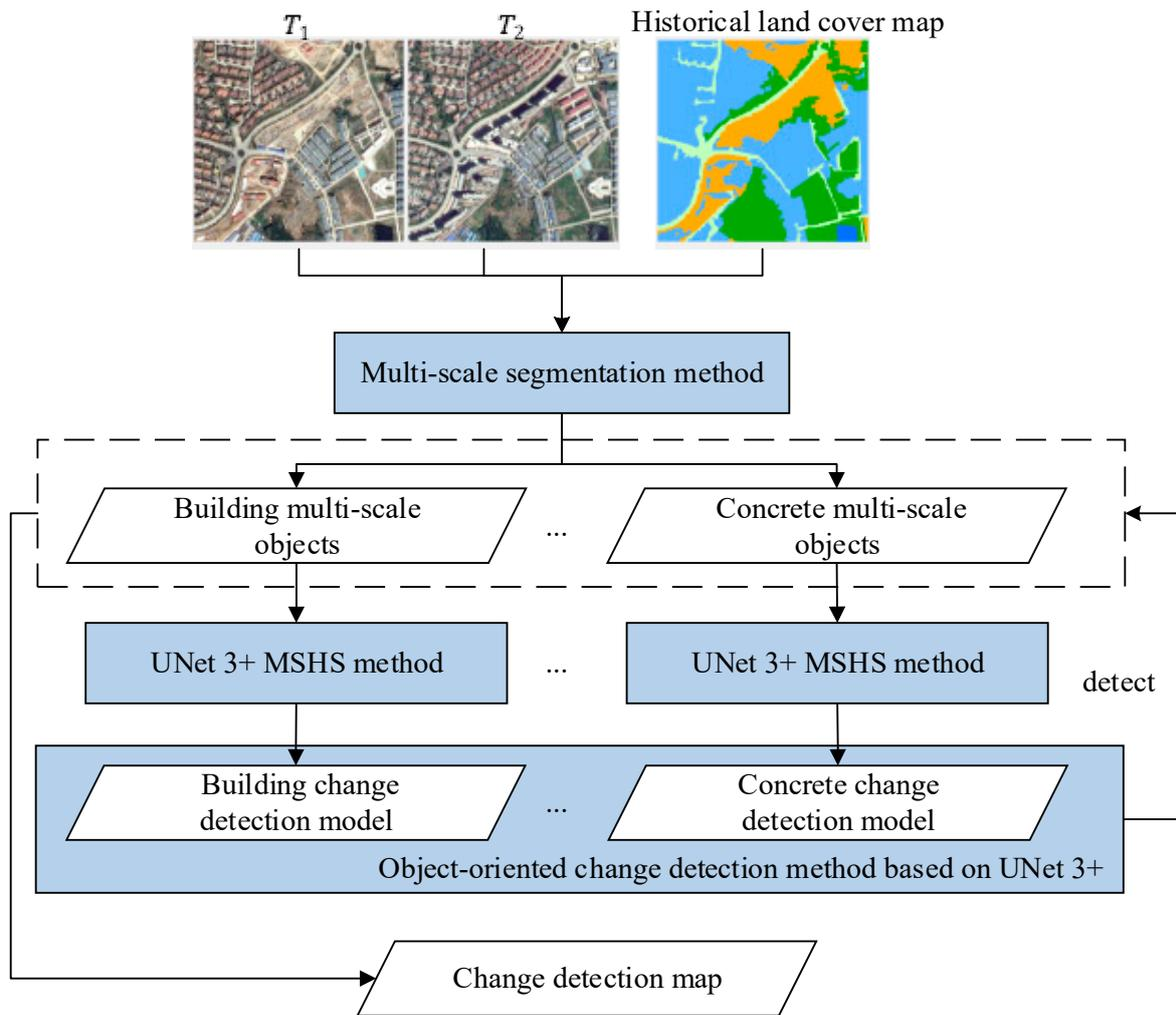 T1
T2
Historical land cover map
Multi-scale segmentation method
Building multi-scale
objects
...
Concrete multi-scale
objects
UNet 3+ MSHS method
...
UNet 3+ MSHS method
detect
Building change
detection model
...
Concrete change
detection model
Object-oriented change detection method based on UNet 3+
Change detection map